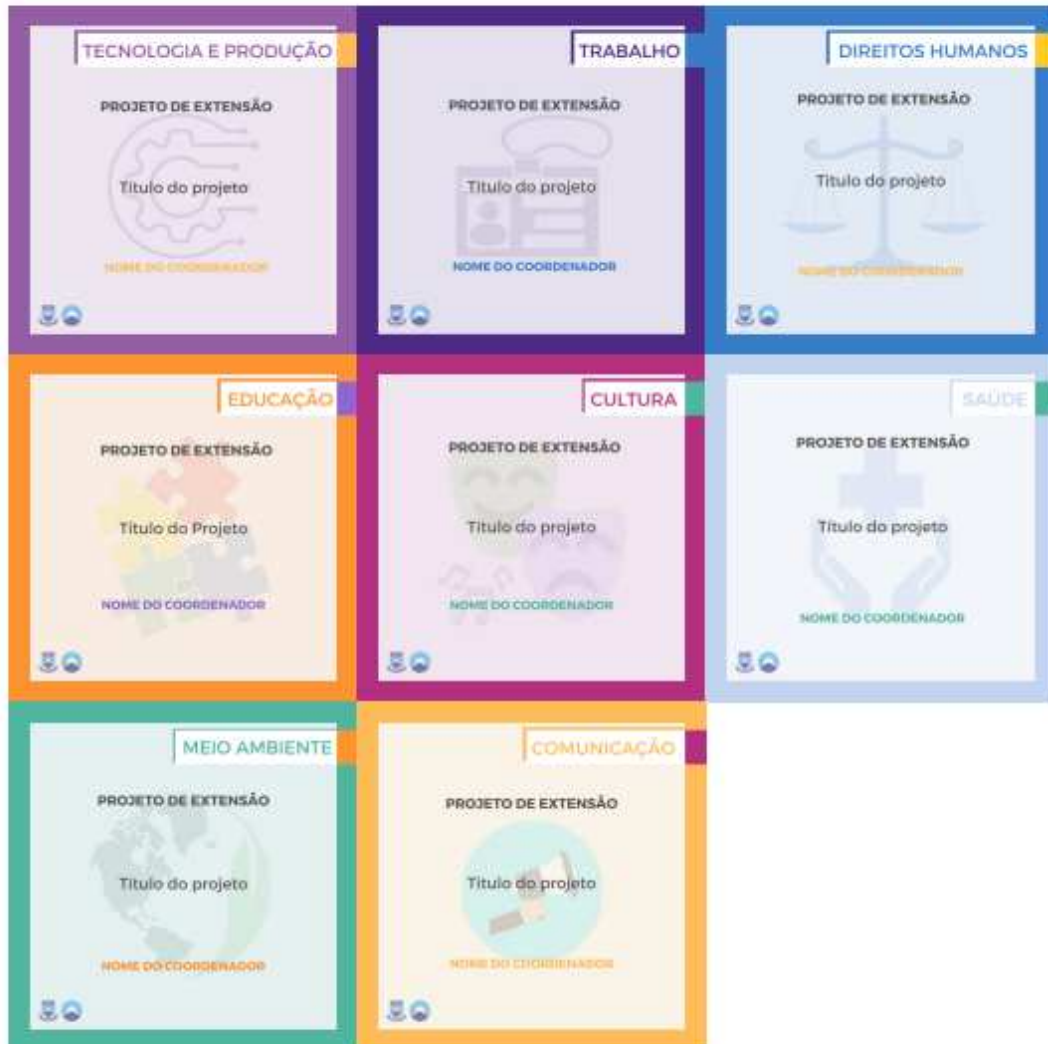 TECNOLOGIA E PRODUÇÃO
PROJETO DE EXTENSÃO
Título do projeto
NOME DO COORDENADOR
TRABALHO
PROJETO DE EXTENSÃO
Título do projeto
NOME DO COORDENADOR
DIREITOS HUMANOS
PROJETO DE EXTENSÃO
Título do projeto
NOME DO COORDENADOR
EDUCAÇÃO
PROJETO DE EXTENSÃO
Título do Projeto
NOME DO COORDENADOR
CULTURA
PROJETO DE EXTENSÃO
Título do projeto
NOME DO COORDENADOR
SAÚDE
PROJETO DE EXTENSÃO
Título do projeto
NOME DO COORDENADOR
MEIO AMBIENTE
PROJETO DE EXTENSÃO
Título do projeto
NOME DO COORDENADOR
COMUNICAÇÃO
PROJETO DE EXTENSÃO
Título do projeto
NOME DO COORDENADOR